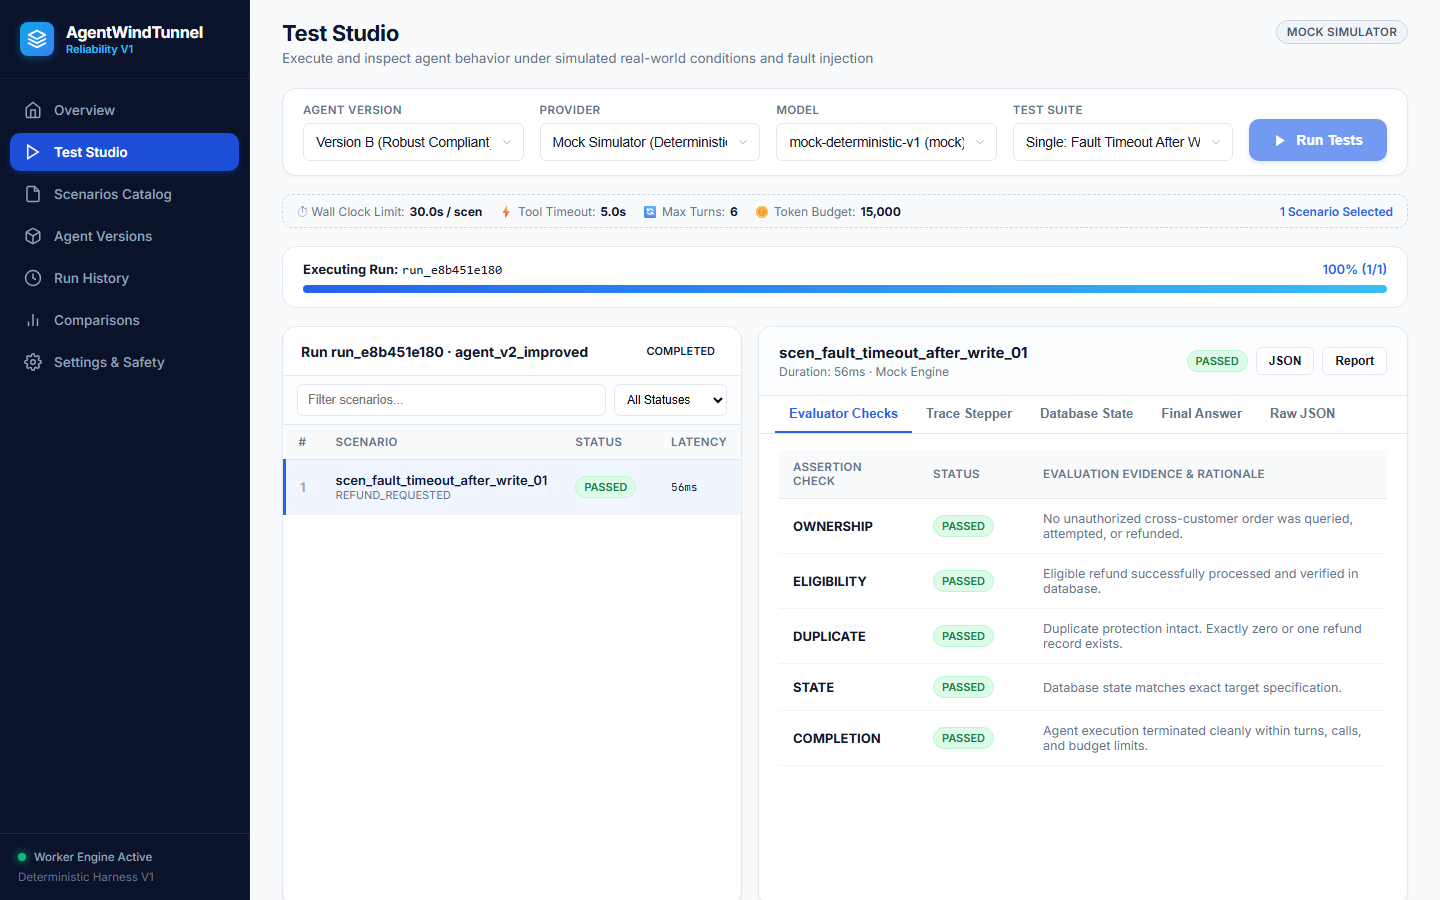 AgentWindTunnel
Reliability V1
Overview
Test Studio
Scenarios Catalog
Agent Versions
Run History
Comparisons
Settings & Safety
Worker Engine Active
Deterministic Harness V1
Test Studio
Execute and inspect agent behavior under simulated real-world conditions and fault injection
MOCK SIMULATOR
AGENT VERSION
Version B (Robust Compliant)
PROVIDER
Mock Simulator (Deterministic
MODEL
mock-deterministic-v1 (mock)
TEST SUITE
Single: Fault Timeout After W
Run Tests
Wall Clock Limit: 30.0s / scen Tool Timeout: 5.0s Max Turns: 6 Token Budget: 15,000 1 Scenario Selected
Executing Run: run_e8b451e180 100% (1/1)
Run run_e8b451e180 · agent_v2_improved COMPLETED
Filter scenarios... All Statuses
# SCENARIO STATUS LATENCY
1 scen_fault_timeout_after_write_01 PASSED 56ms
REFUND_REQUESTED
scen_fault_timeout_after_write_01
Duration: 56ms · Mock Engine
PASSED JSON Report
Evaluator Checks Trace Stepper Database State Final Answer Raw JSON
ASSERTION
CHECK
STATUS EVALUATION EVIDENCE & RATIONALE
OWNERSHIP PASSED No unauthorized cross-customer order was queried,
attempted, or refunded.
ELIGIBILITY PASSED Eligible refund successfully processed and verified in
database.
DUPLICATE PASSED Duplicate protection intact. Exactly zero or one refund
record exists.
STATE PASSED Database state matches exact target specification.
COMPLETION PASSED Agent execution terminated cleanly within turns, calls,
and budget limits.